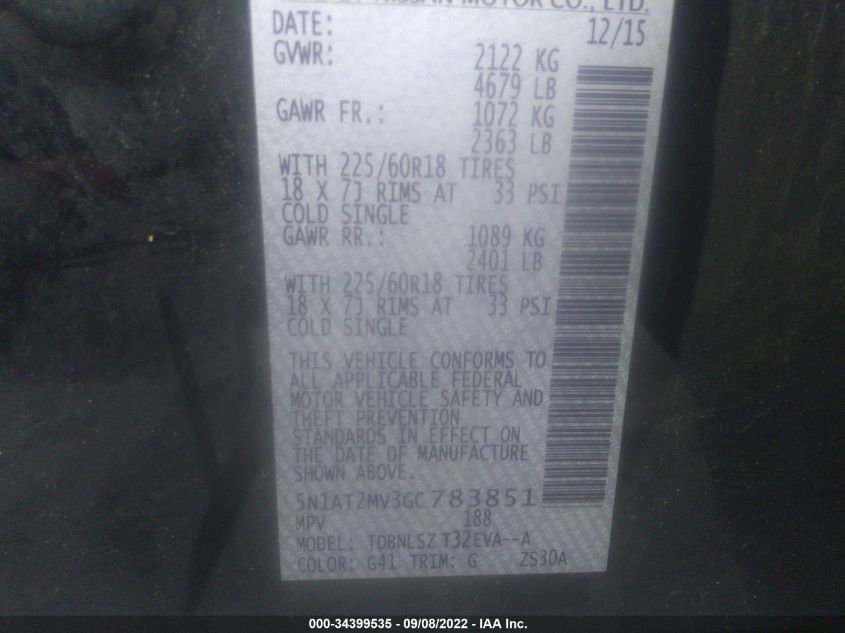 NISSAN MOTOR CO., LTD.
DATE: 12/15
GVWR: 2122 KG
4679 LB
GAWR FR.: 1072 KG
2363 LB
WITH 225/60R18 TIRES
18 X 7J RIMS AT 33 PSI
COLD SINGLE
GAWR RR.: 1089 KG
2401 LB
WITH 225/60R18 TIRES
18 X 7J RIMS AT 33 PSI
COLD SINGLE
THIS VEHICLE CONFORMS TO
ALL APPLICABLE FEDERAL
MOTOR VEHICLE SAFETY AND
THEFT PREVENTION
STANDARDS IN EFFECT ON
THE DATE OF MANUFACTURE
SHOWN ABOVE.
5N1AT2MV3GC783851
MPV 188
MODEL: TDBNLSZ T32EVA--A
COLOR: G41 TRIM: G ZS30A
000-34399535 - 09/08/2022 - IAA Inc.